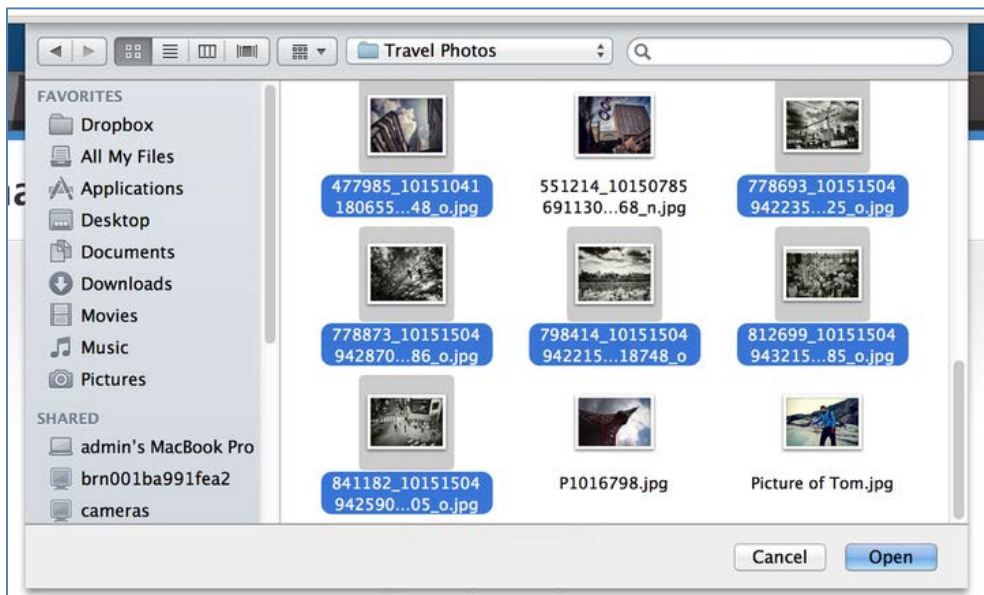 Travel Photos
FAVORITES
Dropbox
All My Files
Applications
Desktop
Documents
Downloads
Movies
Music
Pictures
SHARED
admin's MacBook Pro
brn001ba991fea2
cameras
477985_10151041
180655...48_o.jpg
551214_10150785
691130...68_n.jpg
778693_10151504
942235...25_o.jpg
778873_10151504
942870...86_o.jpg
798414_10151504
942215...18748_o
812699_10151504
943215...85_o.jpg
841182_10151504
942590...05_o.jpg
P1016798.jpg
Picture of Tom.jpg
Cancel
Open